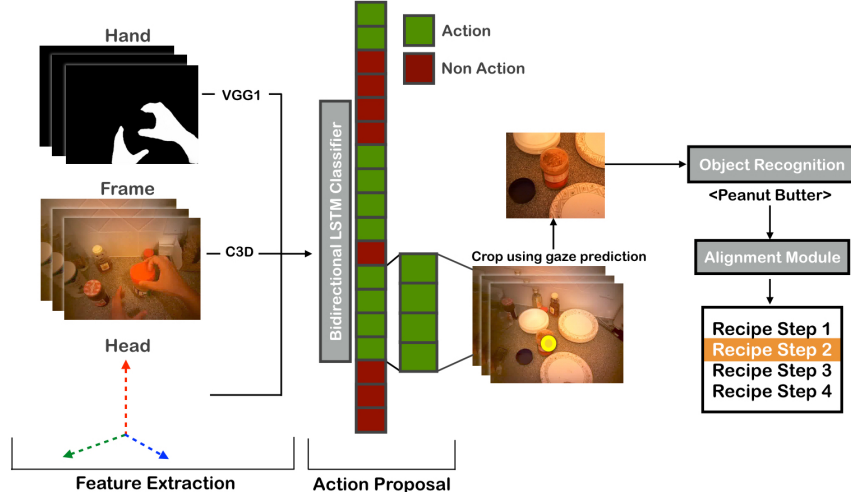 Hand
VGG1
Frame
C3D
Head
Feature Extraction
Bidirectional LSTM Classifier
Action
Non Action
Action Proposal
Crop using gaze prediction
Object Recognition
<Peanut Butter>
Alignment Module
Recipe Step 1
Recipe Step 2
Recipe Step 3
Recipe Step 4